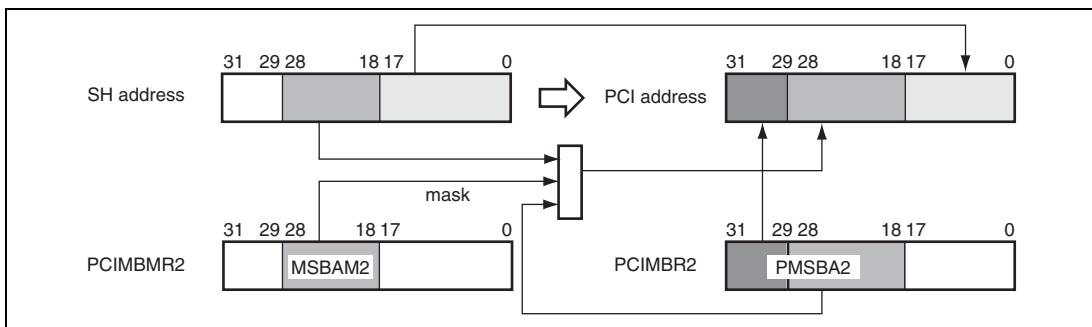 31 29 28 18 17 0
SH address
31 29 28 18 17 0
PCI address
mask
31 29 28 18 17 0
PCIMBMR2
MSBAM2
31 29 28 18 17 0
PCIMBR2
PMSBA2